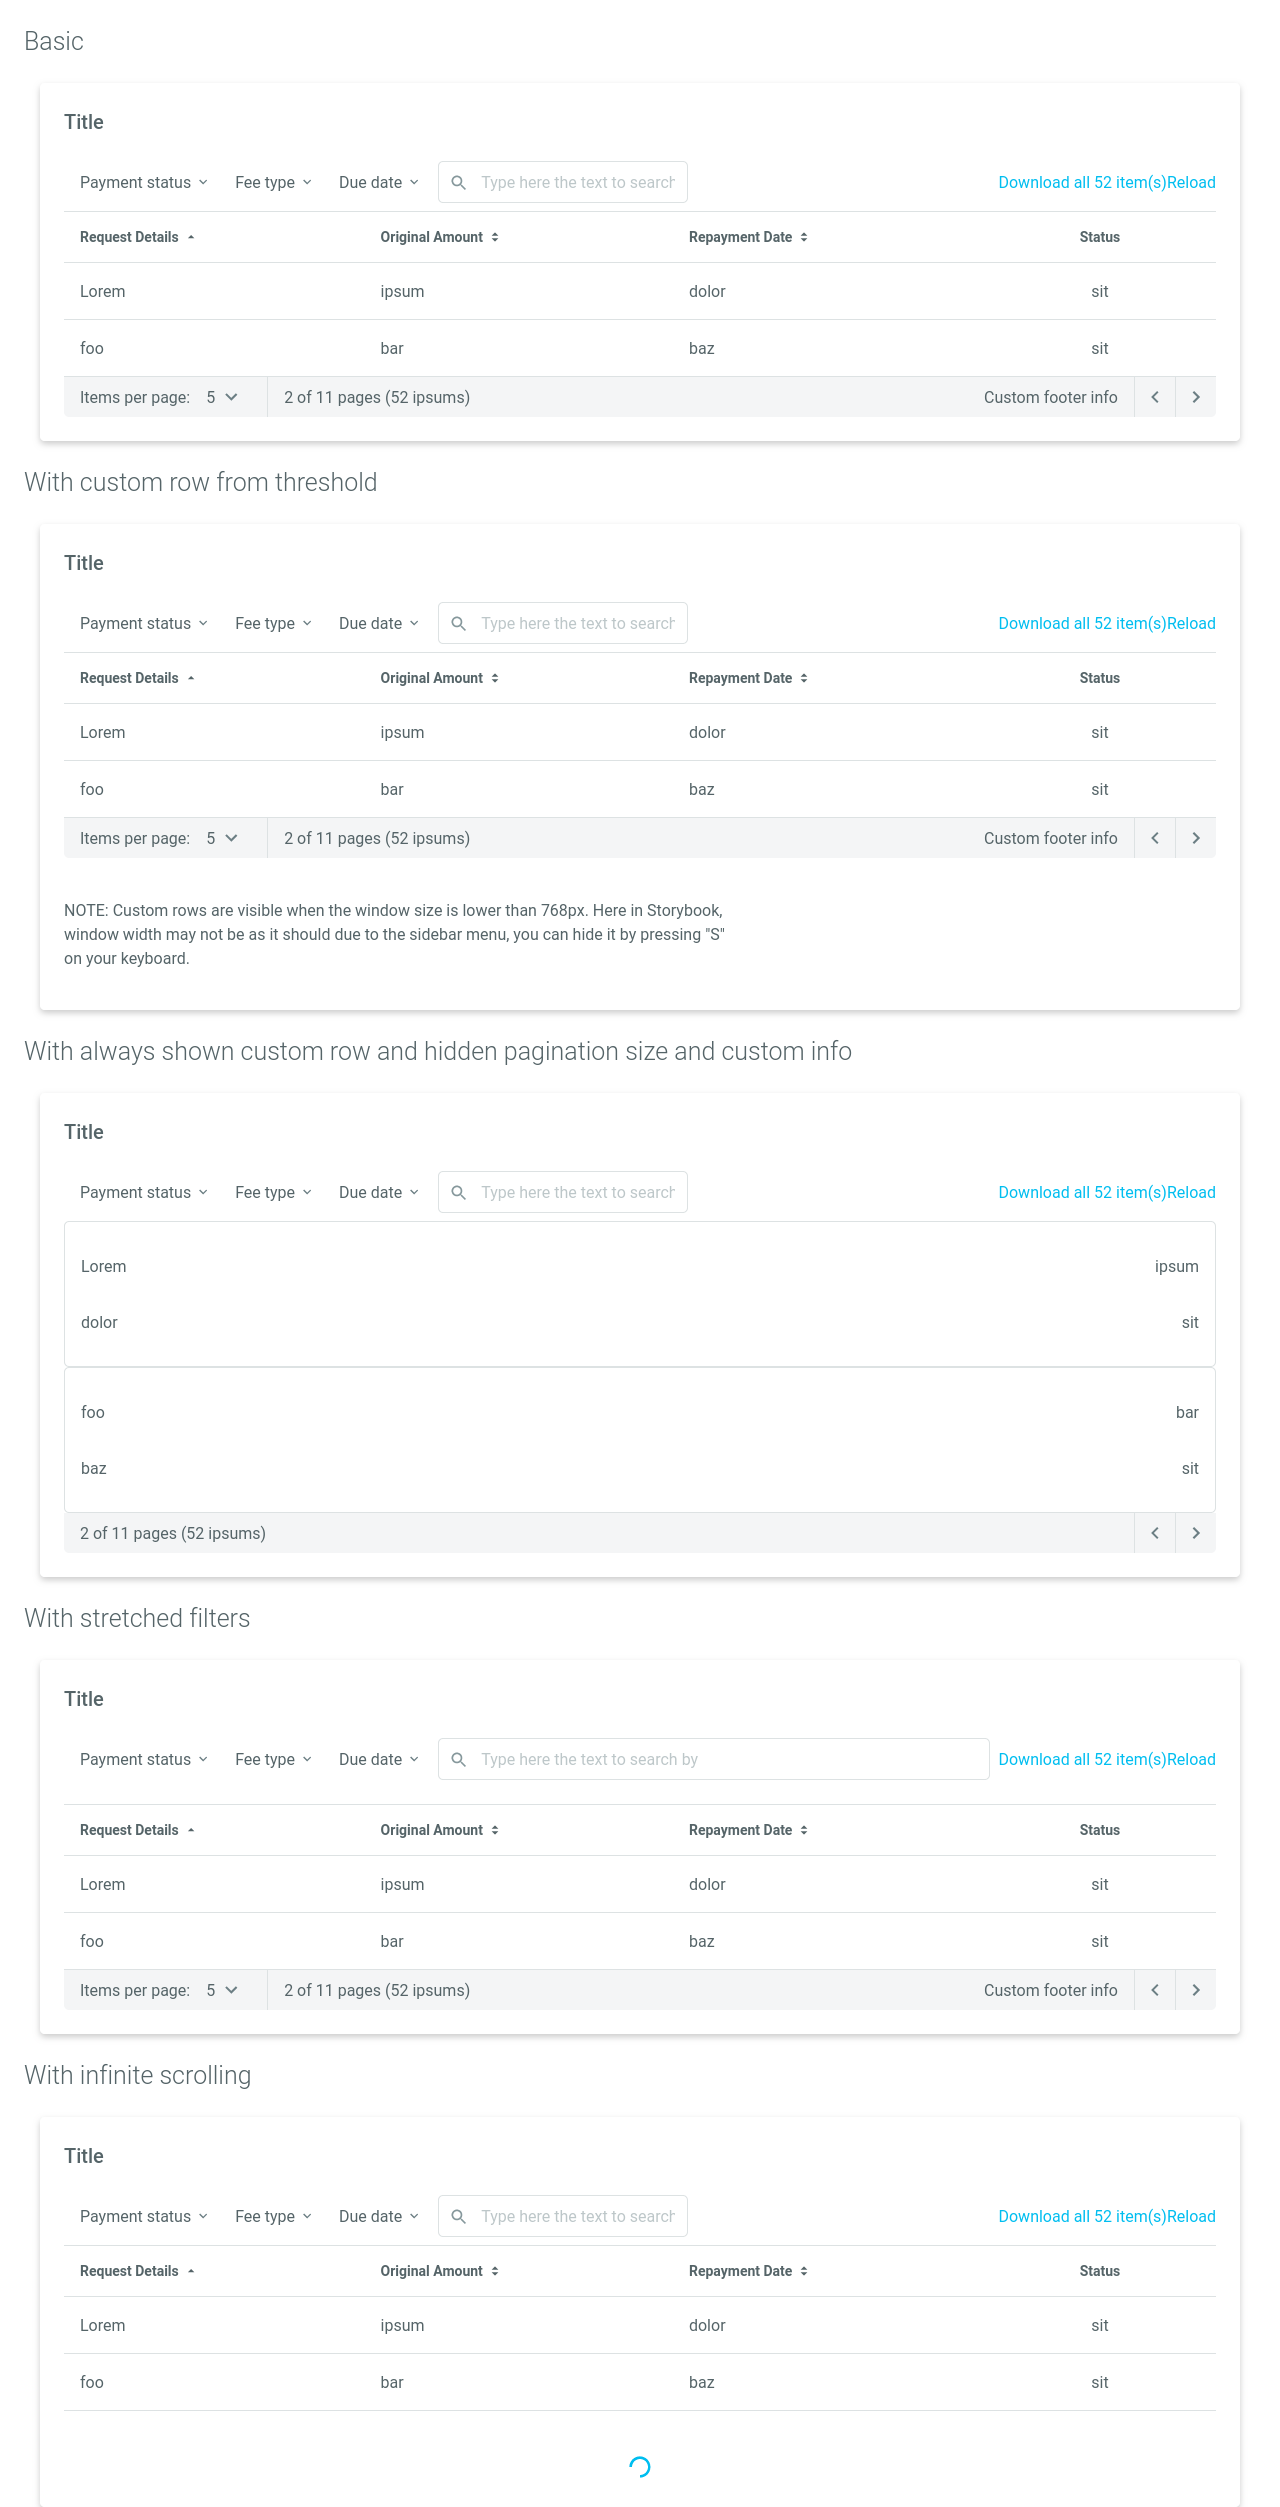 Basic
Title
Payment status Fee type Due date Type here the text to search Download all 52 item(s)Reload
Request Details Original Amount Repayment Date Status
Lorem ipsum dolor sit
foo bar baz sit
Items per page: 5 2 of 11 pages (52 ipsums) Custom footer info
With custom row from threshold
Title
Payment status Fee type Due date Type here the text to search Download all 52 item(s)Reload
Request Details Original Amount Repayment Date Status
Lorem ipsum dolor sit
foo bar baz sit
Items per page: 5 2 of 11 pages (52 ipsums) Custom footer info
NOTE: Custom rows are visible when the window size is lower than 768px. Here in Storybook,
window width may not be as it should due to the sidebar menu, you can hide it by pressing "S"
on your keyboard.
With always shown custom row and hidden pagination size and custom info
Title
Payment status Fee type Due date Type here the text to search Download all 52 item(s)Reload
Lorem ipsum
dolor sit
foo bar
baz sit
2 of 11 pages (52 ipsums)
With stretched filters
Title
Payment status Fee type Due date Type here the text to search by Download all 52 item(s)Reload
Request Details Original Amount Repayment Date Status
Lorem ipsum dolor sit
foo bar baz sit
Items per page: 5 2 of 11 pages (52 ipsums) Custom footer info
With infinite scrolling
Title
Payment status Fee type Due date Type here the text to search Download all 52 item(s)Reload
Request Details Original Amount Repayment Date Status
Lorem ipsum dolor sit
foo bar baz sit